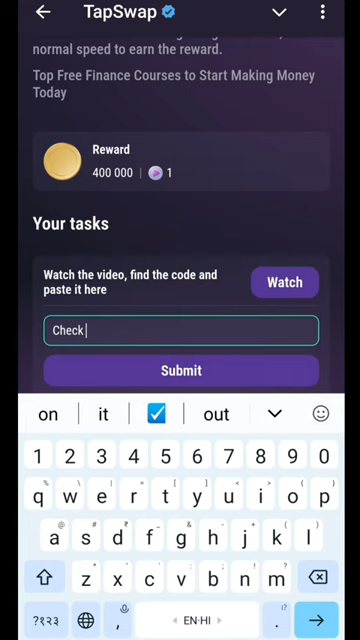 TapSwap
normal speed to earn the reward.
Top Free Finance Courses to Start Making Money
Today
Reward
400 000 | 1
Your tasks
Watch the video, find the code and
paste it here
Watch
Check
Submit
on it ☑ out
1 2 3 4 5 6 7 8 9 0
q w e r t y u i o p
a s d f g h j k l
z x c v b n m
?१२३ , EN·HI .